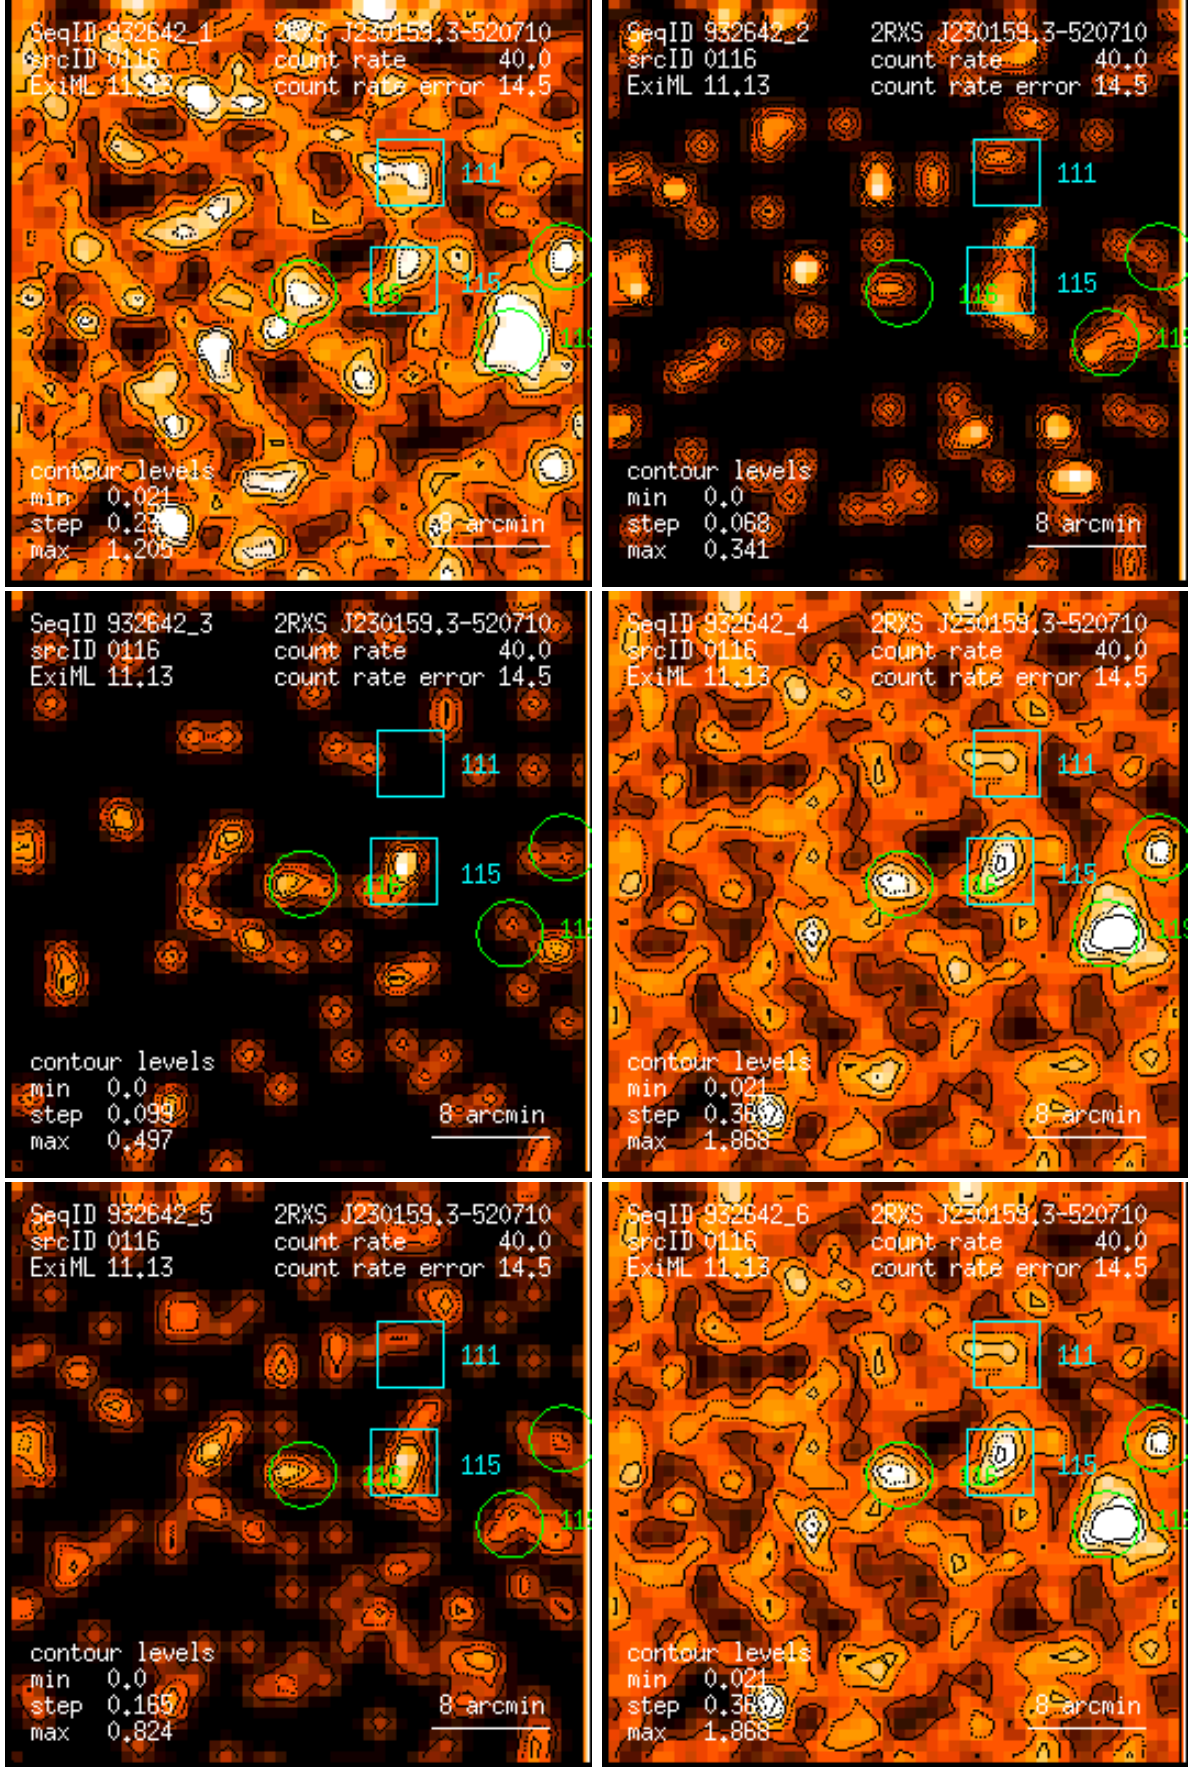 SeqID 932642_1 2RXS J230159.3-520710
srcID 0116 count rate 40.0
ExiML 11.13 count rate error 14.5
111
115
116
contour levels
min 0.021
step
max 1.205
8 arcmin
SeqID 932642_2 2RXS J230159.3-520710
srcID 0116 count rate 40.0
ExiML 11.13 count rate error 14.5
111
115
116
contour levels
min 0.0
step 0.068
max 0.341
8 arcmin
SeqID 932642_3 2RXS J230159.3-520710
srcID 0116 count rate 40.0
ExiML 11.13 count rate error 14.5
111
115
116
contour levels
min 0.0
step 0.099
max 0.497
8 arcmin
SeqID 932642_4 2RXS J230159.3-520710
srcID 0116 count rate 40.0
ExiML 11.13 count rate error 14.5
111
115
116
contour levels
min 0.021
step
max 1.868
8 arcmin
SeqID 932642_5 2RXS J230159.3-520710
srcID 0116 count rate 40.0
ExiML 11.13 count rate error 14.5
111
115
116
contour levels
min 0.0
step 0.165
max 0.824
8 arcmin
SeqID 932642_6 2RXS J230159.3-520710
srcID 0116 count rate 40.0
ExiML 11.13 count rate error 14.5
111
115
116
contour levels
min 0.021
step
max 1.868
8 arcmin